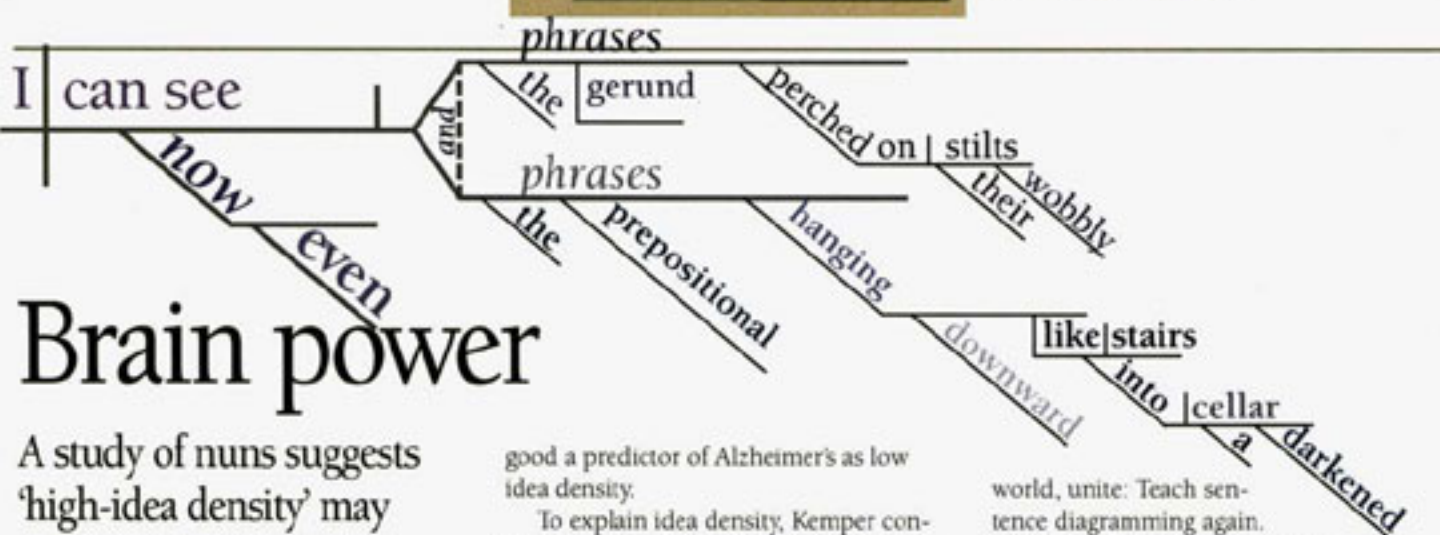 phrases
I can see
the gerund
perched on stilts
their wobbly
and
now even
phrases
the prepositional
hanging downward
like stairs
into cellar
a darkened
Brain power
A study of nuns suggests
‘high-idea density’ may
good a predictor of Alzheimer's as low
idea density.
To explain idea density, Kemper con-
world, unite: Teach sen-
tence diagramming again.